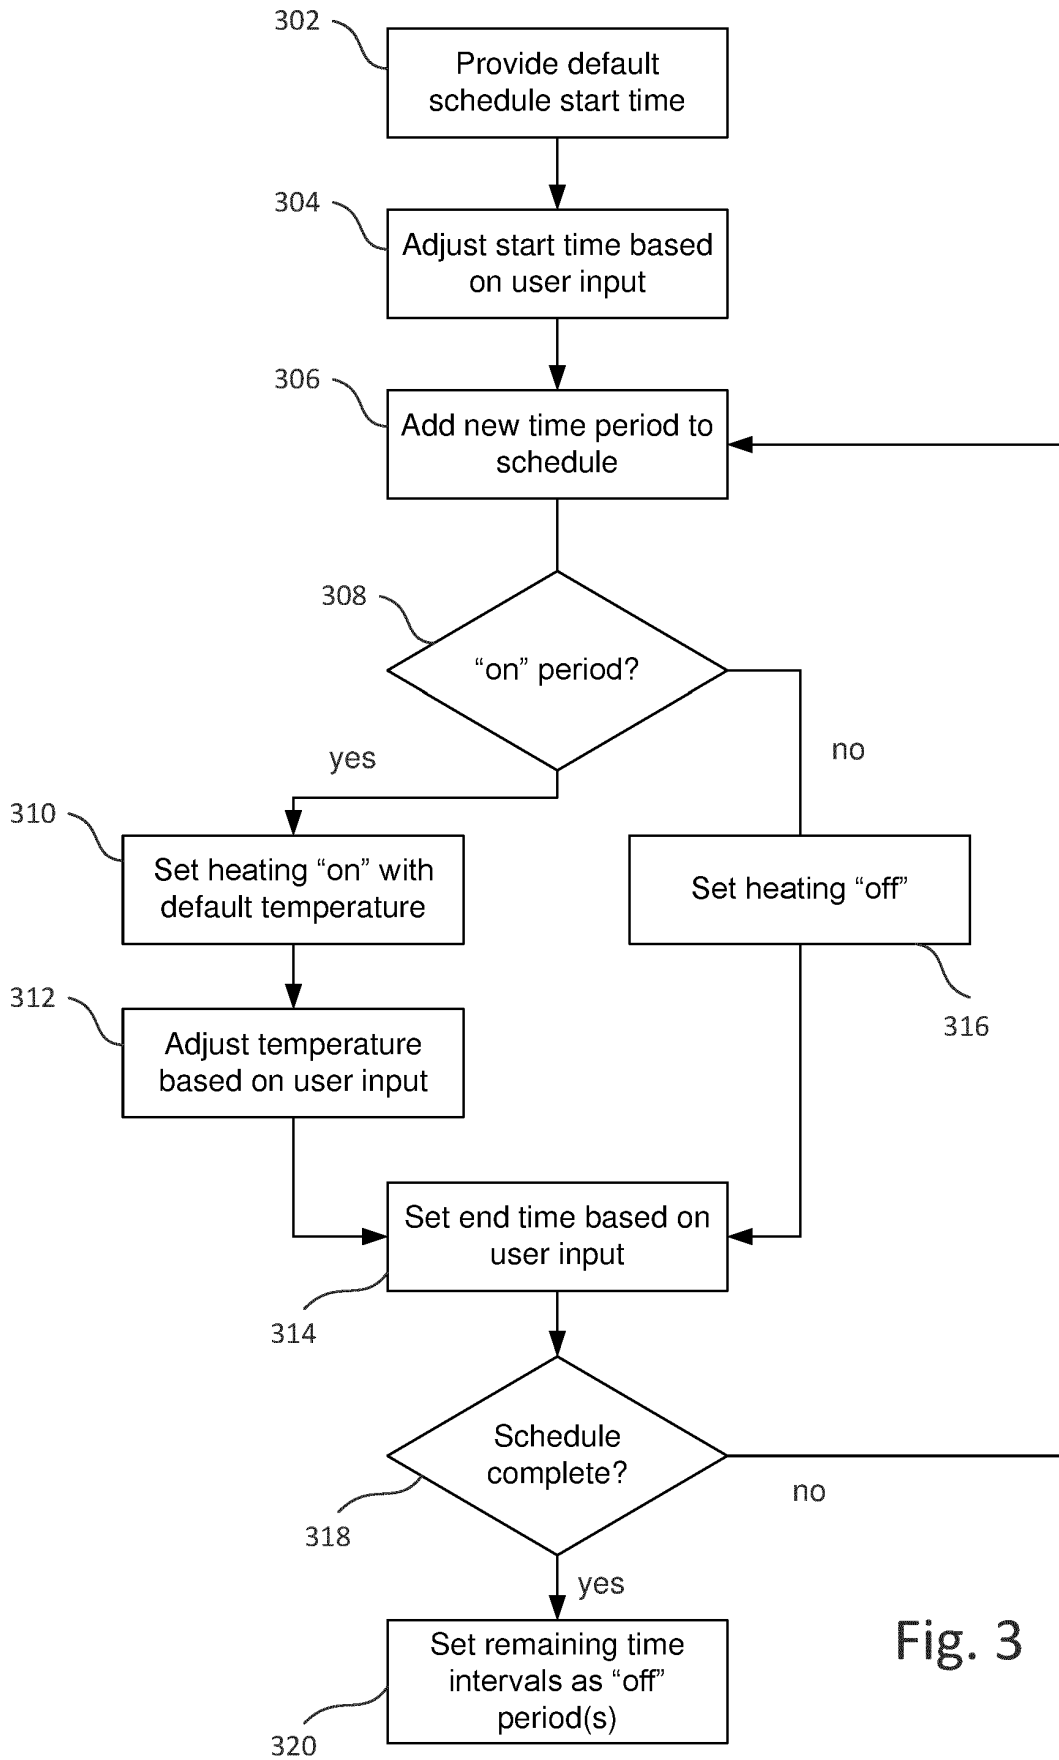 302
Provide default
schedule start time
304
Adjust start time based
on user input
306
Add new time period to
schedule
308
“on” period?
yes
no
310
Set heating “on” with
default temperature
Set heating “off”
312
316
Adjust temperature
based on user input
Set end time based on
user input
314
Schedule
complete?
no
318
yes
Set remaining time
intervals as “off”
period(s)
320
Fig. 3